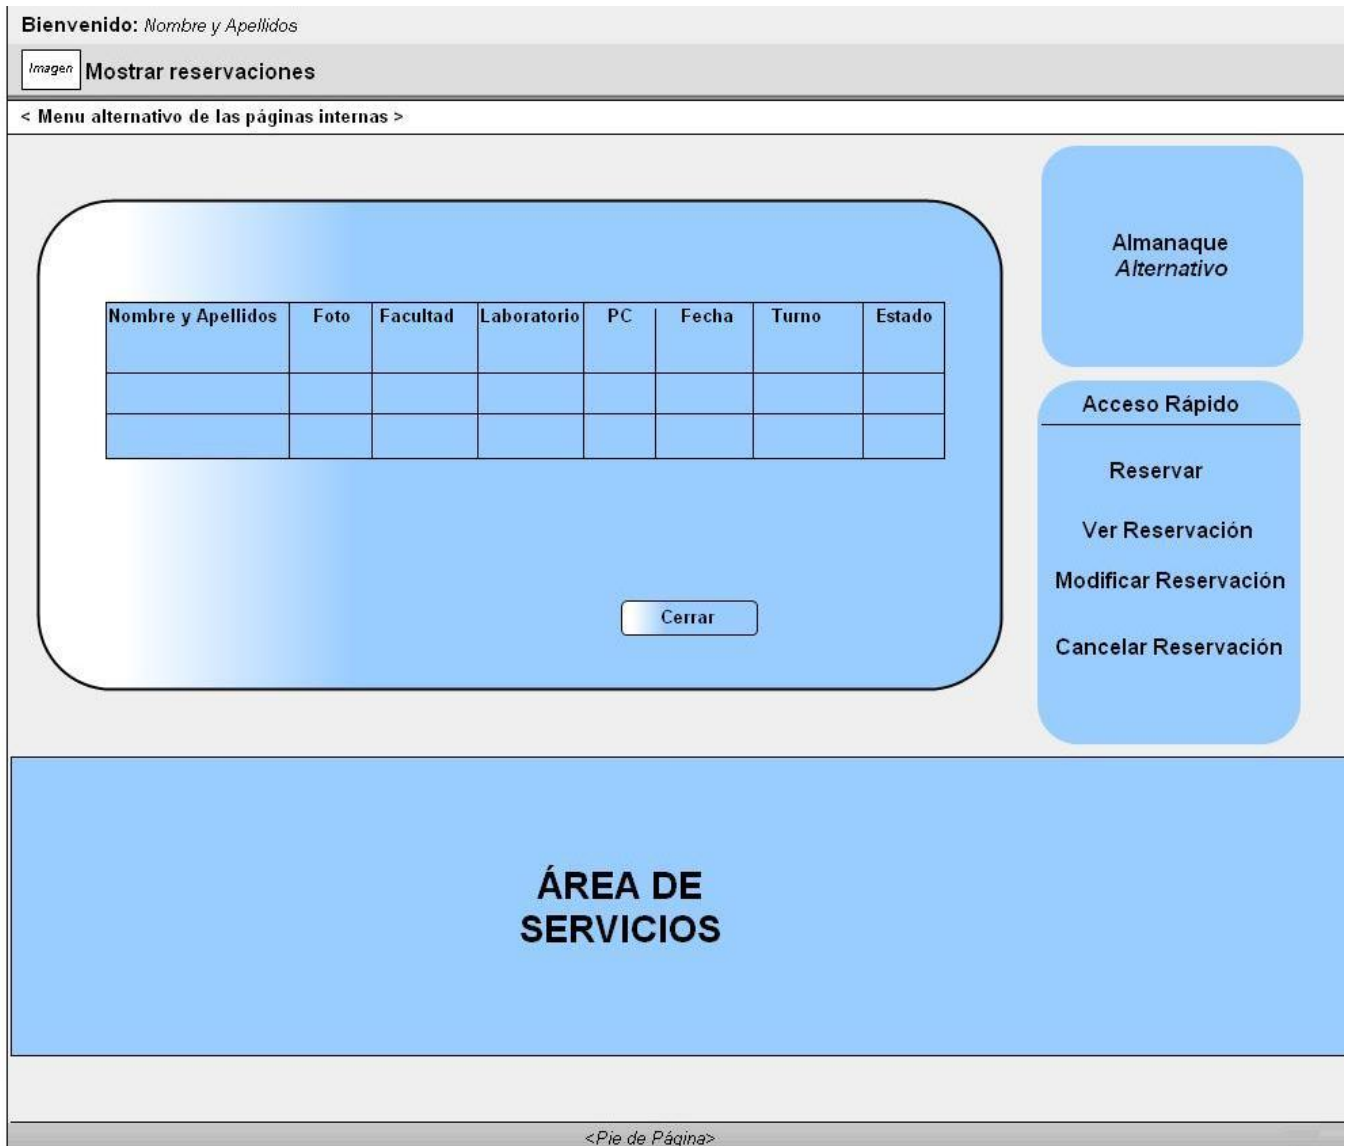 Bienvenido: Nombre y Apellidos
Imagen Mostrar reservaciones
< Menu alternativo de las páginas internas >
Nombre y Apellidos Foto Facultad Laboratorio PC Fecha Turno Estado
Cerrar
Almanaque
Alternativo
Acceso Rápido
Reservar
Ver Reservación
Modificar Reservación
Cancelar Reservación
ÁREA DE
SERVICIOS
<Pie de Página>